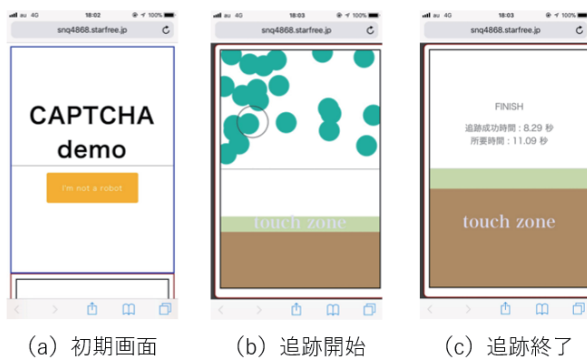 au 4G 18:02 100%
snq4868.starfree.jp
CAPTCHA
demo
I'm not a robot
(a) 初期画面
au 4G 18:03 100%
snq4868.starfree.jp
touch zone
(b) 追跡開始
au 4G 18:03 100%
snq4868.starfree.jp
FINISH
追跡成功時間 : 8.29 秒
所要時間 : 11.09 秒
touch zone
(c) 追跡終了